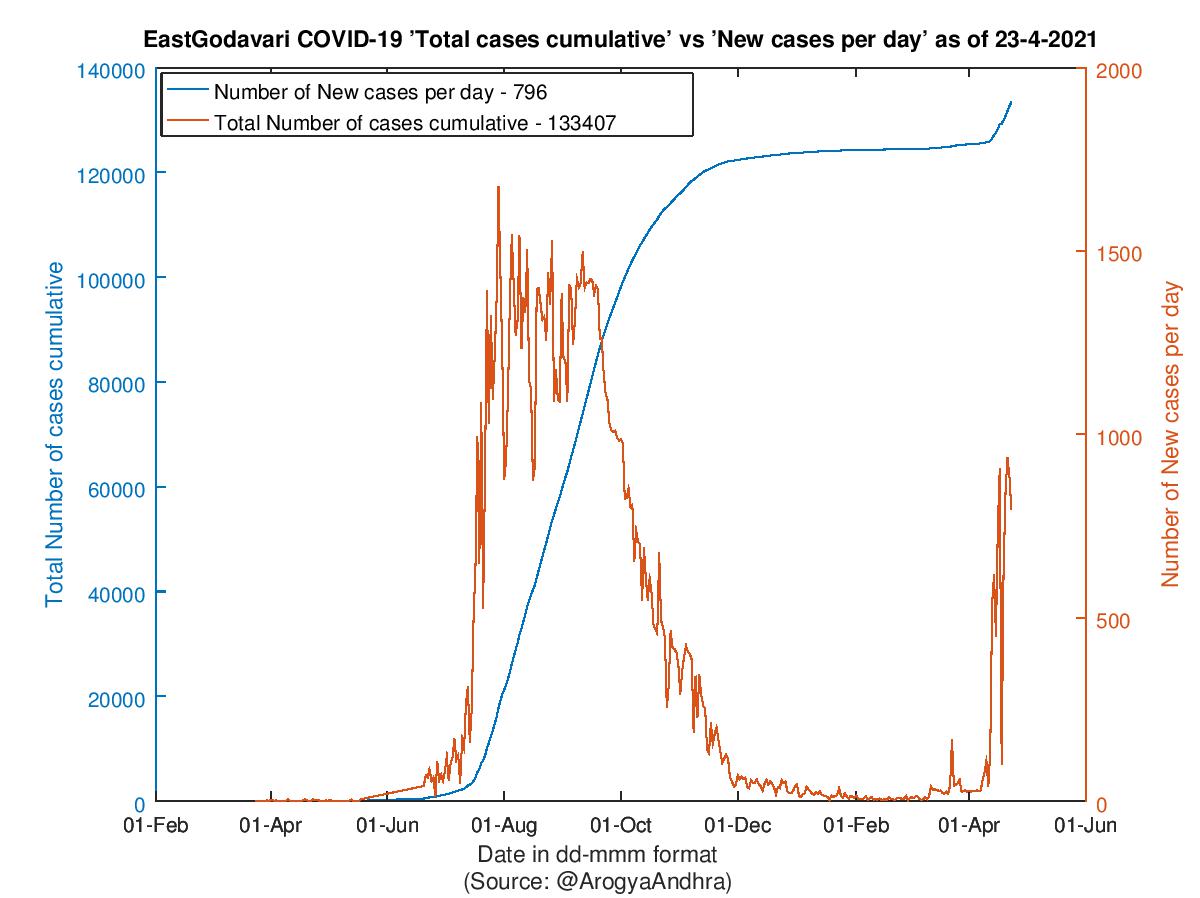 EastGodavari COVID-19 ’Total cases cumulative’ vs ’New cases per day’ as of 23-4-2021
Number of New cases per day - 796
Total Number of cases cumulative - 133407
Total Number of cases cumulative
140000
120000
100000
80000
60000
40000
20000
0
2000
1500
1000
500
0
Number of New cases per day
01-Feb 01-Apr 01-Jun 01-Aug 01-Oct 01-Dec 01-Feb 01-Apr 01-Jun
Date in dd-mmm format
(Source: @ArogyaAndhra)